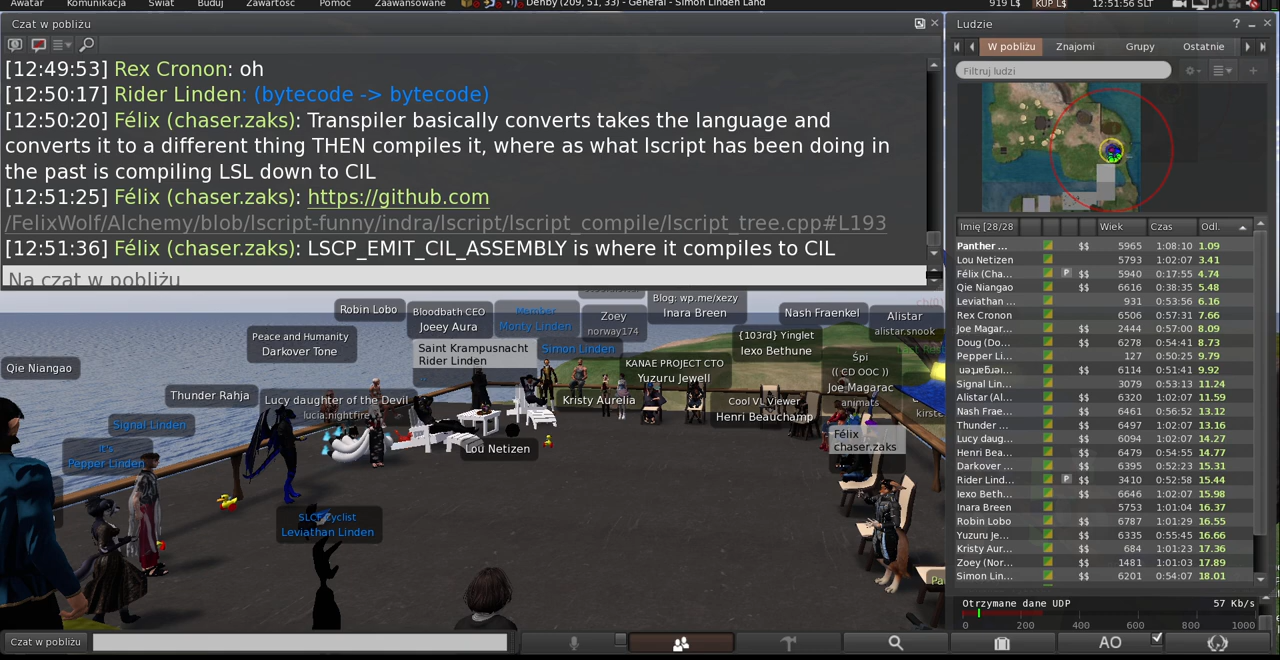 Awatar Komunikacja Świat Buduj Zawartość Pomoc Zaawansowane Denby (209, 51, 33) - General - Simon Linden Land 919 L$ KUP L$ 12:51:56 SLT
Czat w pobliżu
[12:49:53] Rex Cronon: oh
[12:50:17] Rider Linden: (bytecode -> bytecode)
[12:50:20] Félix (chaser.zaks): Transpiler basically converts takes the language and
converts it to a different thing THEN compiles it, where as what lscript has been doing in
the past is compiling LSL down to CIL
[12:51:25] Félix (chaser.zaks): https://github.com
/FelixWolf/Alchemy/blob/lscript-funny/indra/lscript/lscript_compile/lscript_tree.cpp#L193
[12:51:36] Félix (chaser.zaks): LSCP_EMIT_CIL_ASSEMBLY is where it compiles to CIL
Na czat w pobliżu
Robin Lobo
Bloodbath CEO
Joeey Aura
Member
Monty Linden
Zoey
norway174
Blog: wp.me/xezy
Inara Breen
Nash Fraenkel
Alistar
alistar.snook
Peace and Humanity
Darkover Tone
Saint Krampusnacht
Rider Linden
Simon Linden
{103rd} Yinglet
Iexo Bethune
Qie Niangao
KANAE PROJECT CTO
Yuzuru Jewell
Śpi
(( CD OOC ))
Joe Magarac
animats
Thunder Rahja
Lucy daughter of the Devil
lucia.nightfire
Kristy Aurelia
Cool VL Viewer
Henri Beauchamp
kirste
Signal Linden
Félix
chaser.zaks
It's
Pepper Linden
Lou Netizen
SLCF Cyclist
Leviathan Linden
Pa
Czat w pobliżu
Ludzie
W pobliżu Znajomi Grupy Ostatnie
Filtruj ludzi
Imię [28/28 Wiek Czas Odl.
Panther ... $$ 5965 1:08:10 1.09
Lou Netizen 5793 1:02:07 3.41
Félix (Cha... P $$ 5940 0:17:55 4.74
Qie Niangao $$ 6616 0:38:35 5.48
Leviathan ... 931 0:53:56 6.16
Rex Cronon 6506 0:57:31 7.66
Joe Magar... $$ 2444 0:57:00 8.09
Doug (Do... $$ 6278 0:54:41 8.73
Pepper Li... 127 0:50:25 9.79
$$ 6114 0:51:41 9.92
Signal Lin... 3079 0:53:13 11.24
Alistar (Al... $$ 6320 1:02:07 11.59
Nash Frae... $$ 6461 0:56:52 13.12
Thunder ... $$ 6497 1:02:07 13.16
Lucy daug... $$ 6094 1:02:07 14.27
Henri Bea... $$ 6479 0:54:55 14.77
Darkover ... $$ 6395 0:52:23 15.31
Rider Lind... P $$ 3410 0:52:58 15.44
Iexo Beth... $$ 6646 1:02:07 15.98
Inara Breen 5753 1:01:04 16.37
Robin Lobo $$ 6787 1:01:29 16.55
Yuzuru Je... $$ 6335 0:55:45 16.66
Kristy Aur... $$ 684 1:01:23 17.36
Zoey (Nor... $$ 1481 1:01:03 17.89
Simon Lin... $$ 6201 0:54:07 18.01
Otrzymane dane UDP 57 Kb/s
0 200 400 600 800 1000
AO